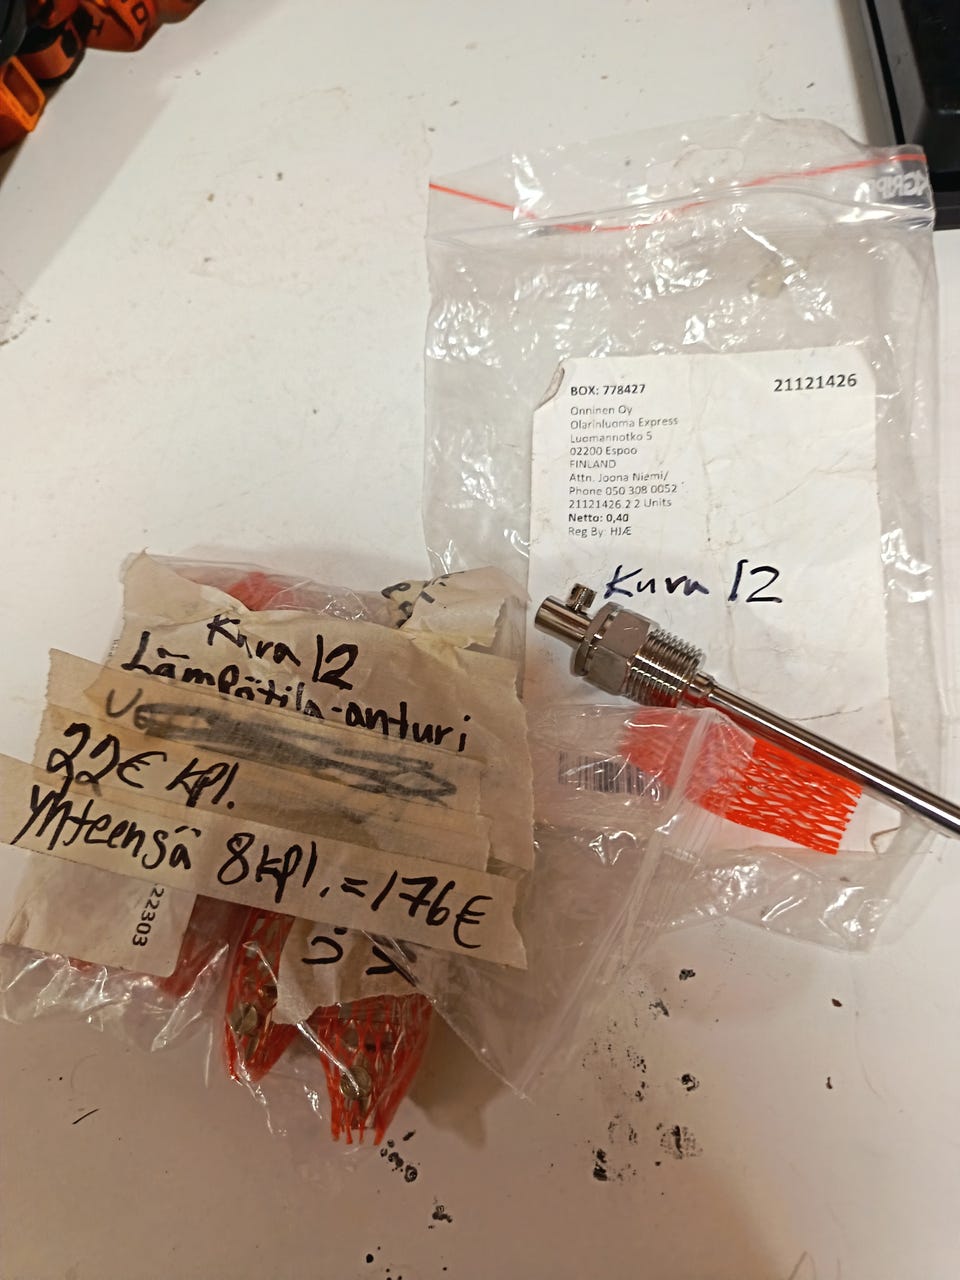 BOX: 778427
21121426
Onninen Oy
Olarinluoma Express
Luomannotko 5
02200 Espoo
FINLAND
Attn. Joona Niemi/
Phone 050 308 0052
21121426.2 2 Units
Netto: 0,40
Reg By: HJÆ
Kura 12
Kura 12
Lämpötila-anturi
22€ kpl.
Yhteensä 8kpl. = 176€
22303